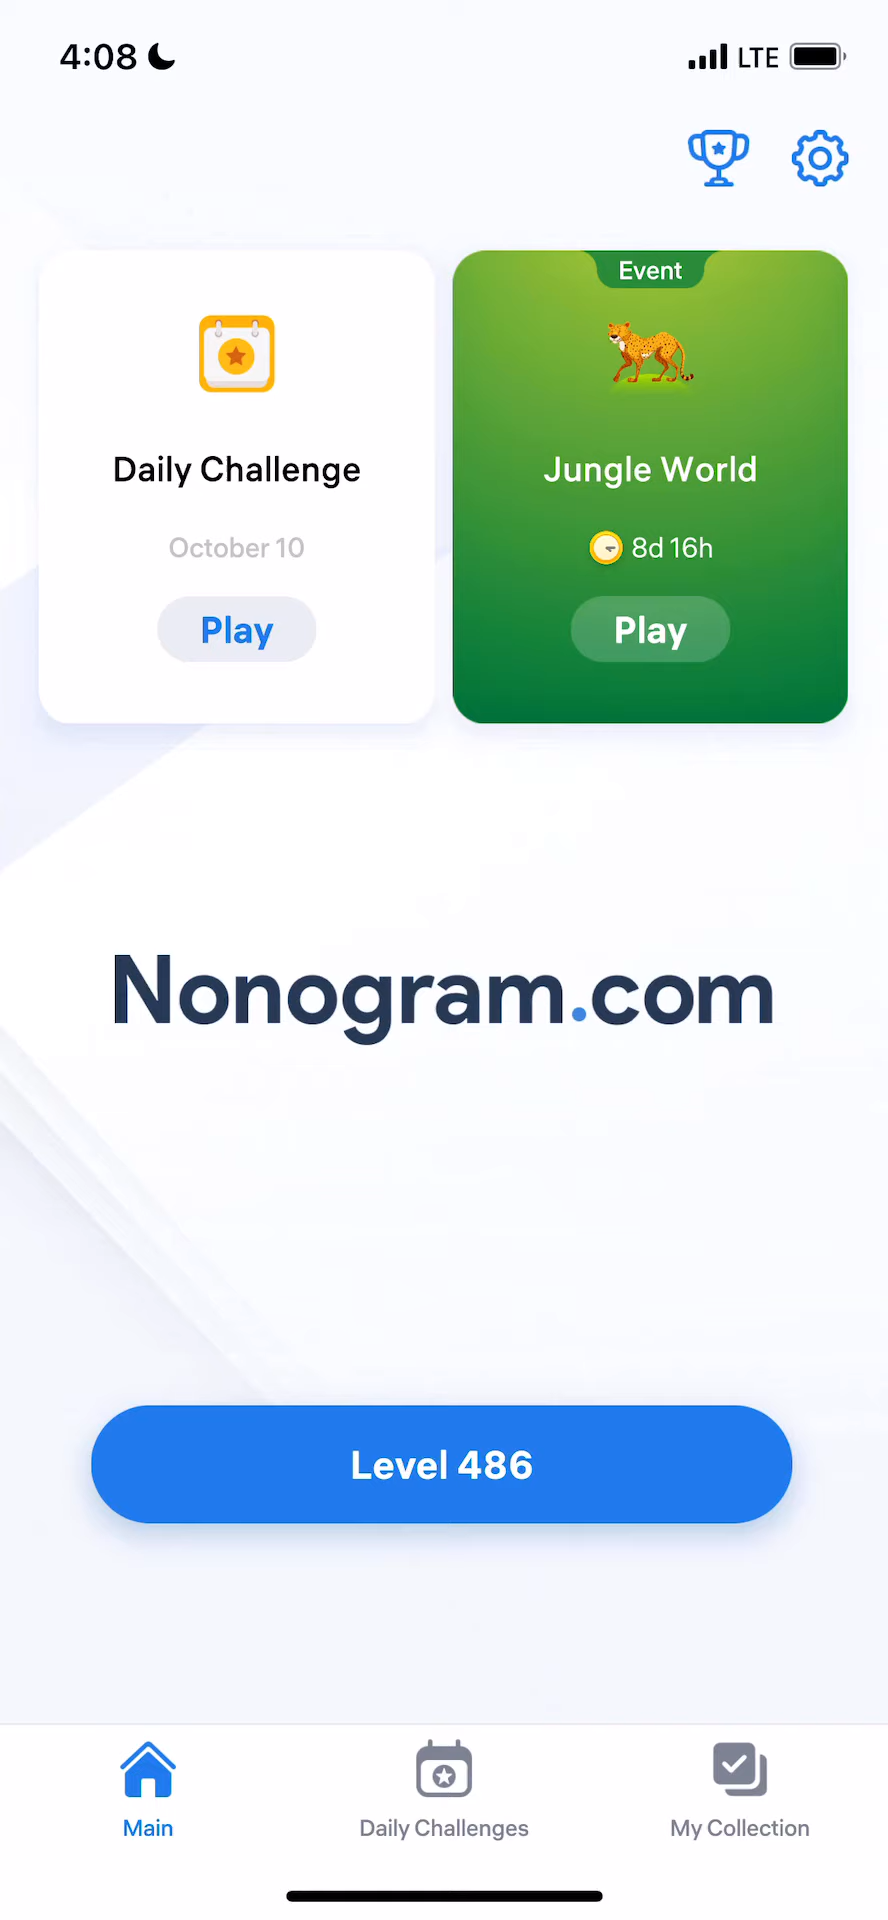 4:08
LTE
Event
Daily Challenge
Jungle World
October 10
8d 16h
Play
Play
Nonogram.com
Level 486
Main
Daily Challenges
My Collection